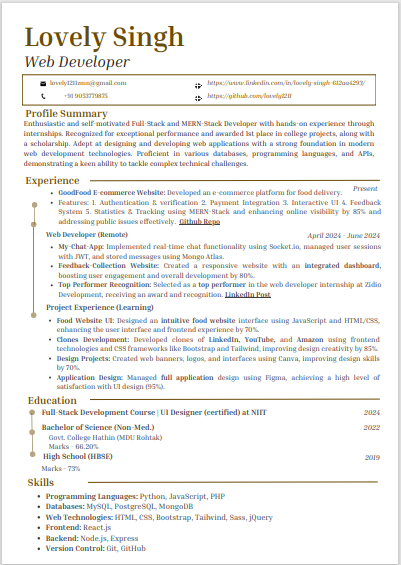 Lovely Singh
Web Developer
lovely1211mnn@gmail.com
https://www.linkedin.com/in/lovely-singh-612aa4293/
+91 9053779875
https://github.com/lovely1211
Profile Summary
Enthusiastic and self-motivated Full-Stack and MERN-Stack Developer with hands-on experience through
internships. Recognized for exceptional performance and awarded 1st place in college projects, along with
a scholarship. Adept at designing and developing web applications with a strong foundation in modern
web development technologies. Proficient in various databases, programming languages, and APIs,
demonstrating a keen ability to tackle complex technical challenges.
Experience
Present
• GoodFood E-commerce Website: Developed an e-commerce platform for food delivery.
• Features: 1. Authentication & verification 2. Payment Integration 3. Interactive UI 4. Feedback
System 5. Statistics & Tracking using MERN-Stack and enhancing online visibility by 85% and
addressing public issues effectively. Github Repo
Web Developer (Remote) April 2024 - June 2024
• My-Chat-App: Implemented real-time chat functionality using Socket.io, managed user sessions
with JWT, and stored messages using Mongo Atlas.
• Feedback-Collection Website: Created a responsive website with an integrated dashboard,
boosting user engagement and overall development by 80%.
• Top Performer Recognition: Selected as a top performer in the web developer internship at Zidio
Development, receiving an award and recognition. LinkedIn Post
Project Experience (Learning)
• Food Website UI: Designed an intuitive food website interface using JavaScript and HTML/CSS,
enhancing the user interface and frontend experience by 70%.
• Clones Development: Developed clones of LinkedIn, YouTube, and Amazon using frontend
technologies and CSS frameworks like Bootstrap and Tailwind, improving design creativity by 85%.
• Design Projects: Created web banners, logos, and interfaces using Canva, improving design skills
by 70%.
• Application Design: Managed full application design using Figma, achieving a high level of
satisfaction with UI design (95%).
Education
Full-Stack Development Course | UI Designer (certified) at NIIT 2024
Bachelor of Science (Non-Med.) 2022
Govt. College Hathin (MDU Rohtak)
Marks - 66.20%
High School (HBSE) 2019
Marks - 73%
Skills
• Programming Languages: Python, JavaScript, PHP
• Databases: MySQL, PostgreSQL, MongoDB
• Web Technologies: HTML, CSS, Bootstrap, Tailwind, Sass, jQuery
• Frontend: React.js
• Backend: Node.js, Express
• Version Control: Git, GitHub